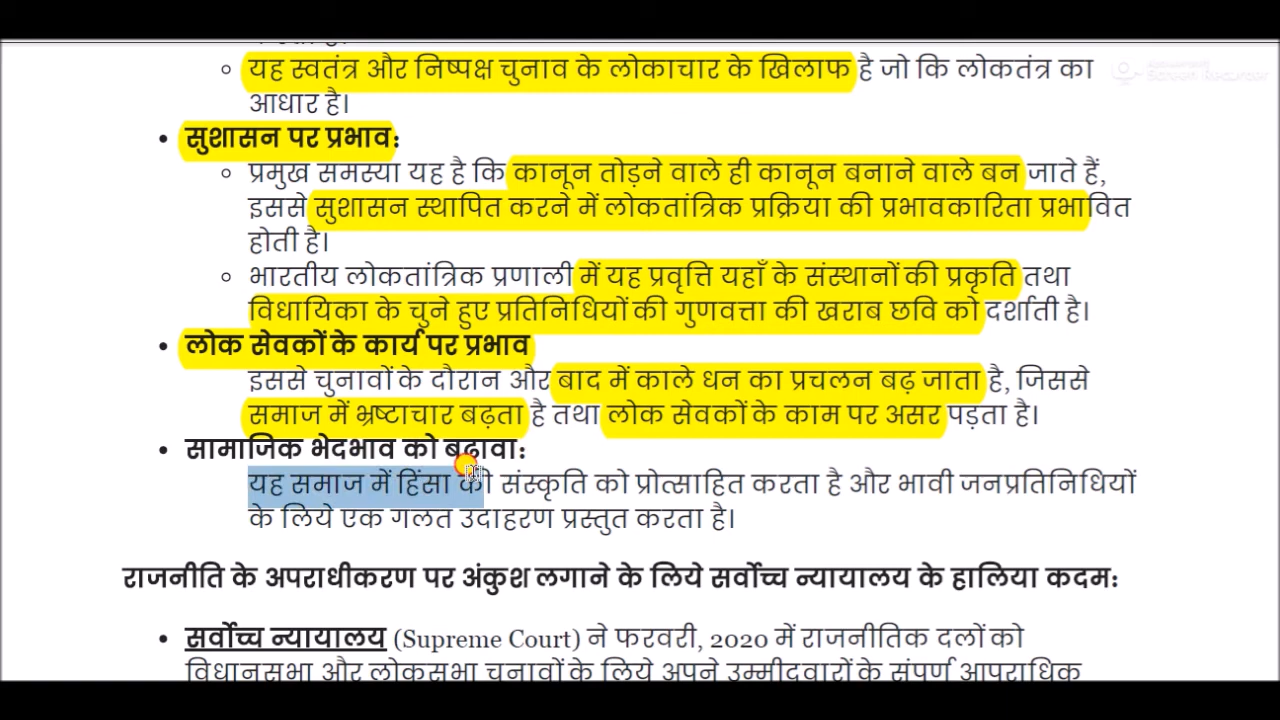 यह स्वतंत्र और निष्पक्ष चुनाव के लोकाचार के खिलाफ है जो कि लोकतंत्र का
आधार है।
सुशासन पर प्रभाव:
प्रमुख समस्या यह है कि कानून तोड़ने वाले ही कानून बनाने वाले बन जाते हैं,
इससे सुशासन स्थापित करने में लोकतांत्रिक प्रक्रिया की प्रभावकारिता प्रभावित
होती है।
भारतीय लोकतांत्रिक प्रणाली में यह प्रवृत्ति यहाँ के संस्थानों की प्रकृति तथा
विधायिका के चुने हुए प्रतिनिधियों की गुणवत्ता की खराब छवि को दर्शाती है।
लोक सेवकों के कार्य पर प्रभाव
इससे चुनावों के दौरान और बाद में काले धन का प्रचलन बढ़ जाता है, जिससे
समाज में भ्रष्टाचार बढ़ता है तथा लोक सेवकों के काम पर असर पड़ता है।
सामाजिक भेदभाव को बढ़ावा:
यह समाज में हिंसा की संस्कृति को प्रोत्साहित करता है और भावी जनप्रतिनिधियों
के लिये एक गलत उदाहरण प्रस्तुत करता है।
राजनीति के अपराधीकरण पर अंकुश लगाने के लिये सर्वोच्च न्यायालय के हालिया कदम:
सर्वोच्च न्यायालय (Supreme Court) ने फरवरी, 2020 में राजनीतिक दलों को
विधानसभा और लोकसभा चुनावों के लिये अपने उम्मीदवारों के संपूर्ण आपराधिक
Screen Recorder